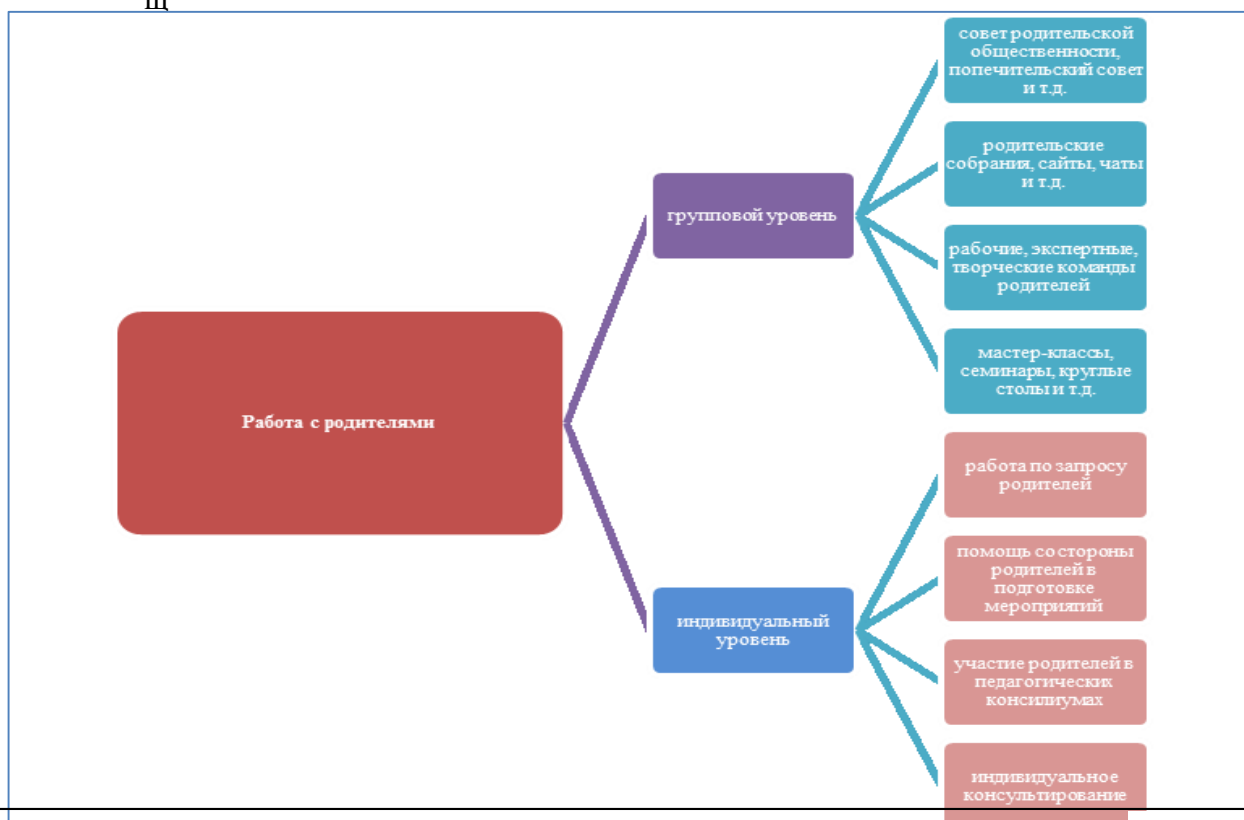 щ
совет родительской
общественности,
попечительский совет
и т.д.
родительские
собрания, сайты, чаты
и т.д.
групповой уровень
рабочие, экспертные,
творческие команды
родителей
мастер-классы,
семинары, круглые
столы и т.д.
Работа с родителями
работа по запросу
родителей
помощь со стороны
родителей в
подготовке
мероприятий
индивидуальный
уровень
участие родителей в
педагогических
консилиумах
индивидуальное
консультирование